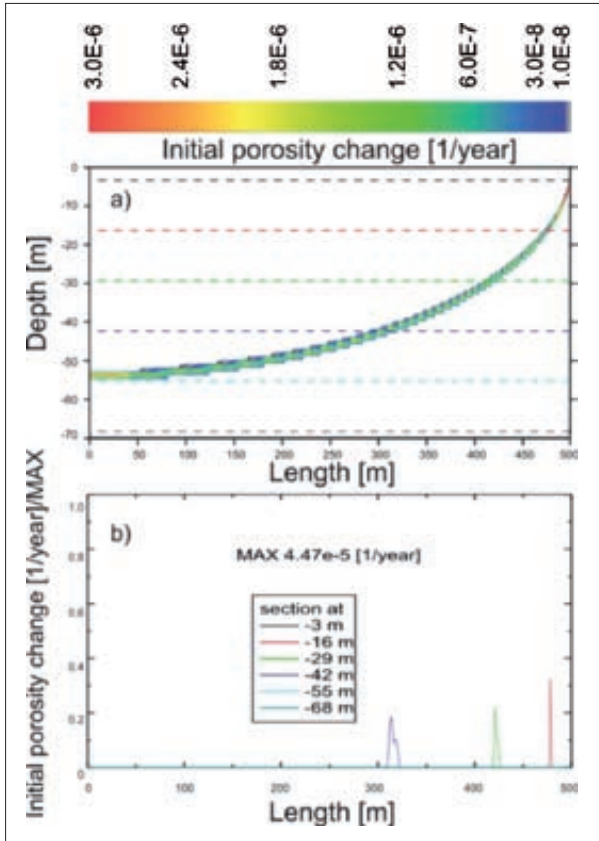 3.0E-6 2.4E-6 1.8E-6 1.2E-6 6.0E-7 3.0E-8 1.0E-8
Initial porosity change [1/year]
a)
Depth [m]
0
-10
-20
-30
-40
-50
-60
-70
0 50 100 150 200 250 300 350 400 450 500
Length [m]
b)
Initial porosity change [1/year]/MAX
1.0
0.8
0.6
0.4
0.2
0
MAX 4.47e-5 [1/year]
section at
-3 m
-16 m
-29 m
-42 m
-55 m
-68 m
0 100 200 300 400 500
Length [m]